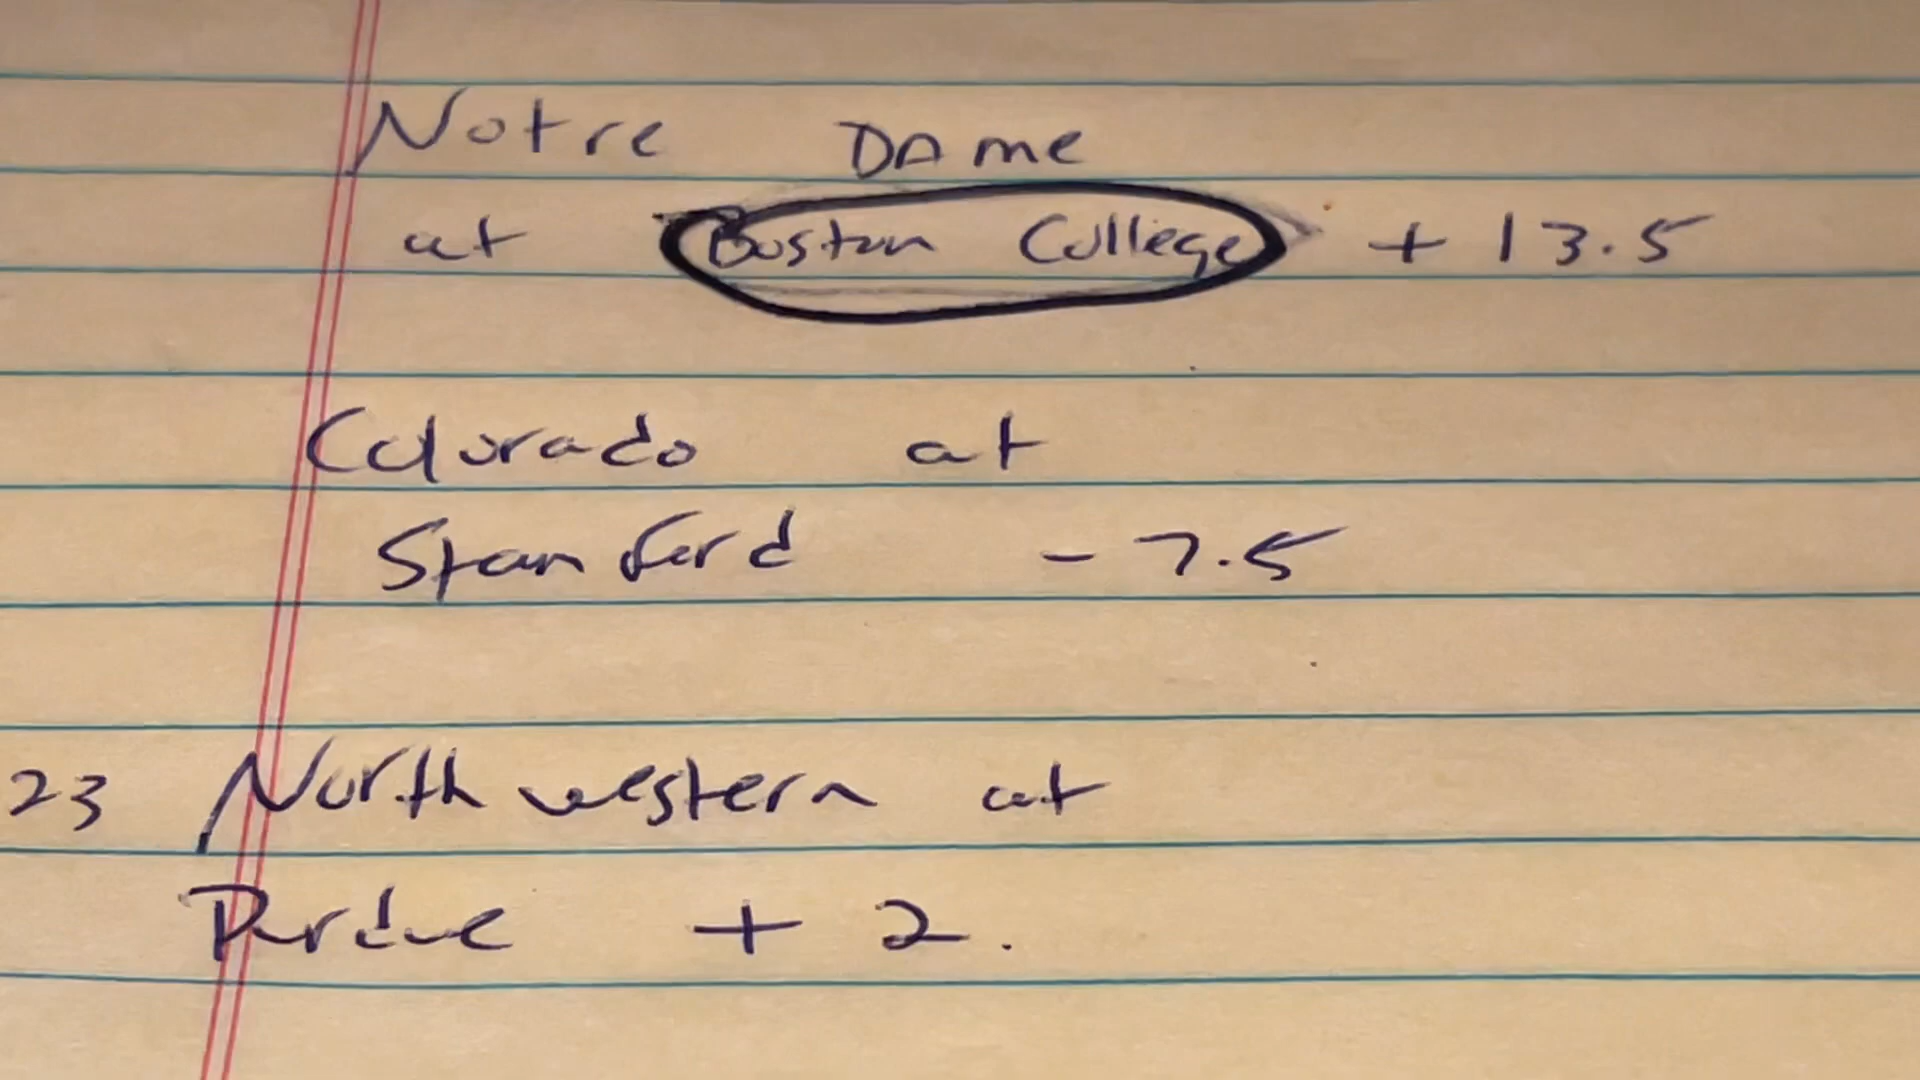 Notre Dame
at Boston College + 13.5
Colorado at
Stanford - 7.5
23 Northwestern at
Purdue + 2.